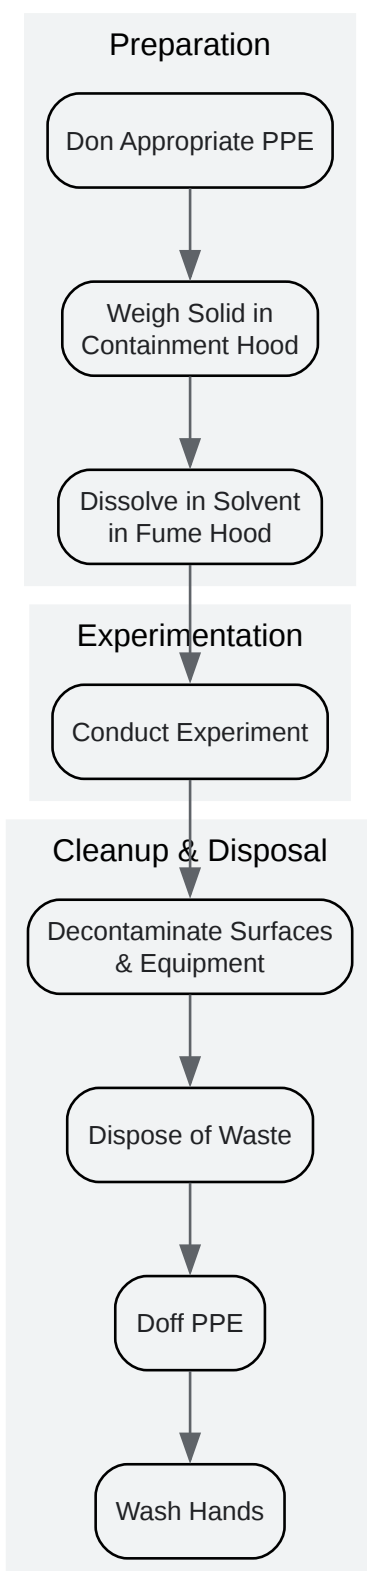 Preparation
Don Appropriate PPE
Weigh Solid in
Containment Hood
Dissolve in Solvent
in Fume Hood
Experimentation
Conduct Experiment
Cleanup & Disposal
Decontaminate Surfaces
& Equipment
Dispose of Waste
Doff PPE
Wash Hands